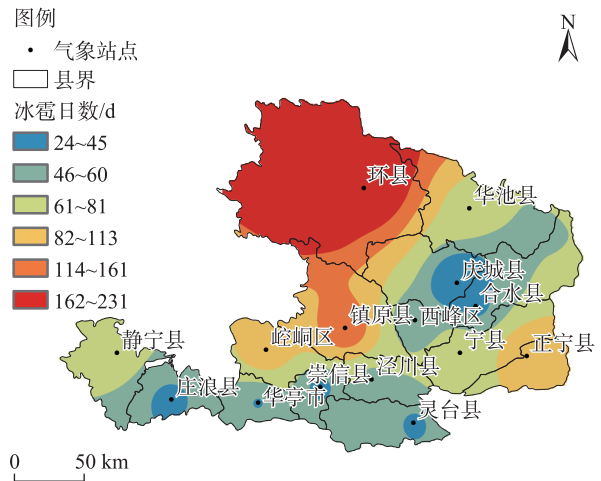 图例
N
气象站点
县界
冰雹日数/d
24~45
46~60
61~81
82~113
114~161
162~231
环县
华池县
庆城县
合水县
镇原县
西峰区
静宁县
崆峒区
宁县
正宁县
崇信县
泾川县
庄浪县
华亭市
灵台县
0 50 km